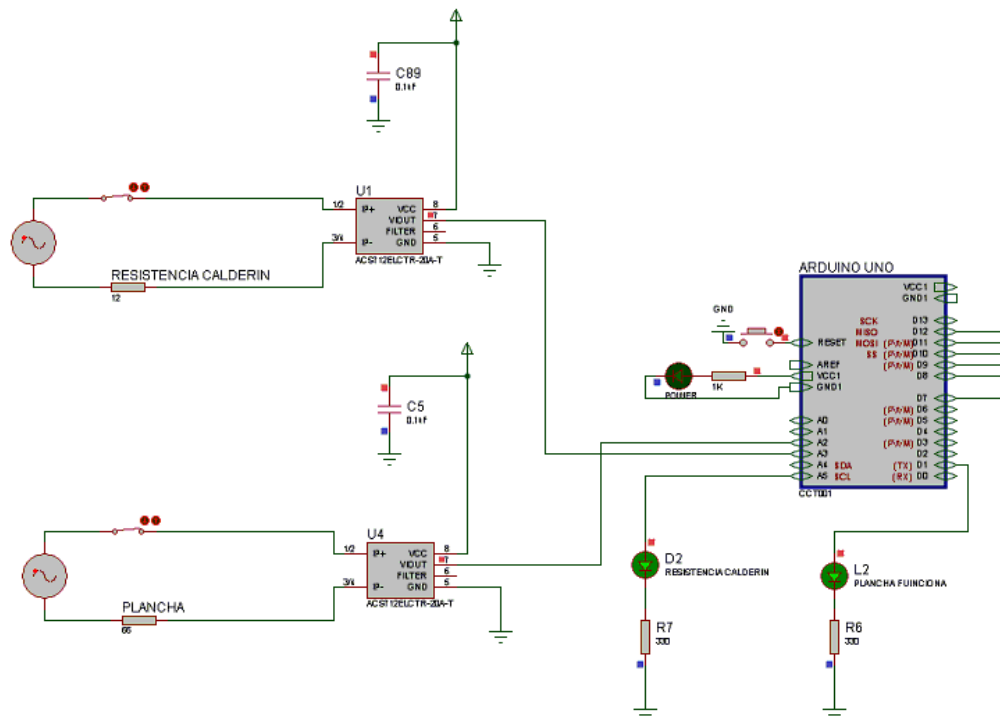 C89
0.1uF
U1
1/2
3/4
IP+
IP-
VCC
VIOUT
FILTER
GND
8
7
6
5
ACS712ELCTR-20A-T
RESISTENCIA CALDERIN
12
C5
0.1uF
U4
1/2
3/4
IP+
IP-
VCC
VIOUT
FILTER
GND
8
7
6
5
ACS712ELCTR-20A-T
PLANCHA
65
GND
POWER
1K
ARDUINO UNO
RESET
AREF
VCC1
GND1
A0
A1
A2
A3
A4 SDA
A5 SCL
VCC1
GND1
SCK D13
MISO D12
MOSI (PWM) D11
SS (PWM) D10
(PWM) D9
D8
D7
(PWM) D6
(PWM) D5
D4
(PWM) D3
D2
(TX) D1
(RX) D0
CCT001
D2
RESISTENCIA CALDERIN
R7
330
L2
PLANCHA FUINCIONA
R6
330